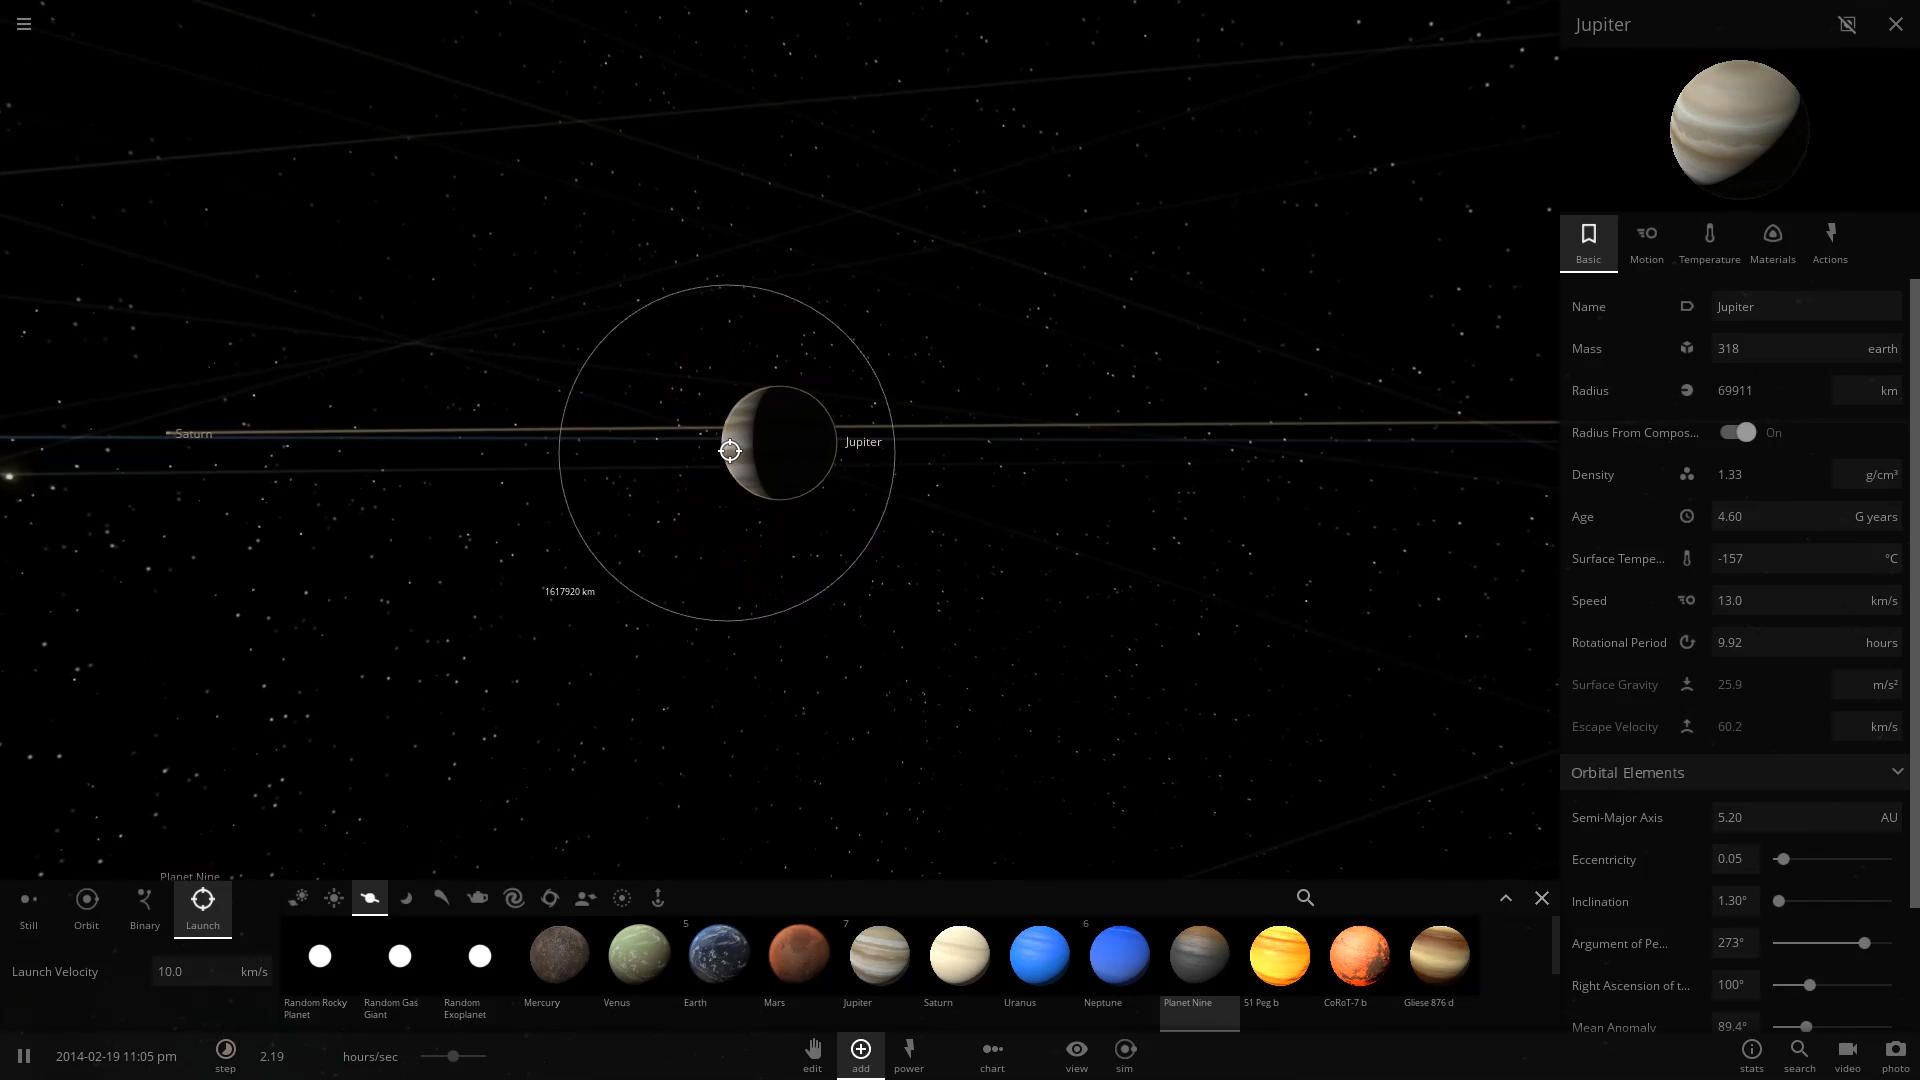 Jupiter
Basic
Motion
Temperature
Materials
Actions
Name
Jupiter
Mass
318
earth
Radius
69911
km
Radius From Compos...
On
Density
1.33
g/cm³
Age
4.60
G years
Surface Tempe...
-157
°C
Speed
13.0
km/s
Rotational Period
9.92
hours
Surface Gravity
25.9
m/s²
Escape Velocity
60.2
km/s
Orbital Elements
Semi-Major Axis
5.20
AU
Eccentricity
0.05
Inclination
1.30°
Argument of Pe...
273°
Right Ascension of t...
100°
Mean Anomaly
89.4°
Saturn
Jupiter
1617920 km
Planet Nine
Still
Orbit
Binary
Launch
Launch Velocity
10.0
km/s
5
7
6
Random Rocky
Planet
Random Gas
Giant
Random
Exoplanet
Mercury
Venus
Earth
Mars
Jupiter
Saturn
Uranus
Neptune
Planet Nine
51 Peg b
CoRoT-7 b
Gliese 876 d
2014-02-19 11:05 pm
step
2.19
hours/sec
edit
add
power
chart
view
sim
stats
search
video
photo